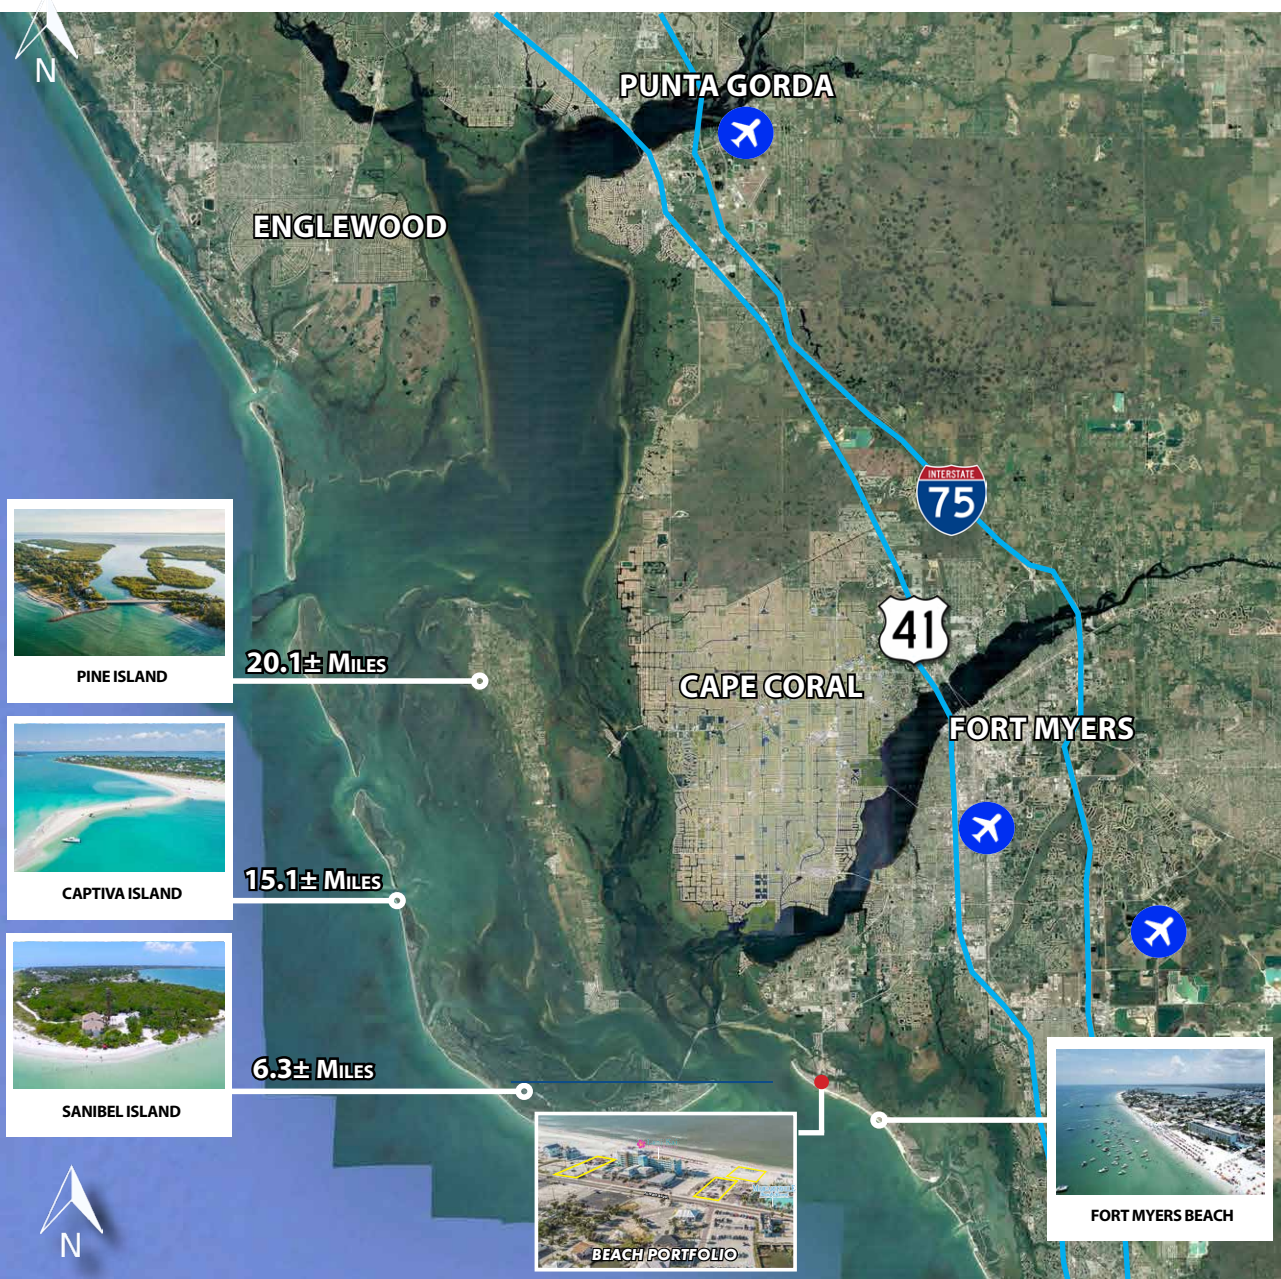 N
PUNTA GORDA
ENGLEWOOD
INTERSTATE
75
41
PINE ISLAND
20.1± MILES
CAPE CORAL
FORT MYERS
CAPTIVA ISLAND
15.1± MILES
SANIBEL ISLAND
6.3± MILES
N
BEACH PORTFOLIO
FORT MYERS BEACH